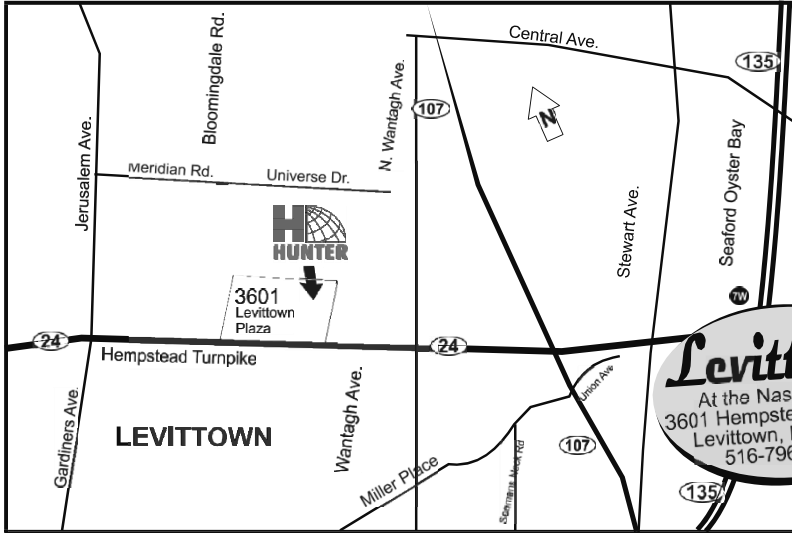 Central Ave.
135
Bloomingdale Rd.
N. Wantagh Ave.
107
N
Jerusalem Ave.
Meridian Rd.
Universe Dr.
Seaford Oyster Bay
Stewart Ave.
H
HUNTER
3601
Levittown
Plaza
7W
24
Hempstead Turnpike
24
Levitt
At the Nas
3601 Hempste
Levittown,
516-796
Union Ave
Gardiners Ave.
LEVITTOWN
Wantagh Ave.
Miller Place
107
135